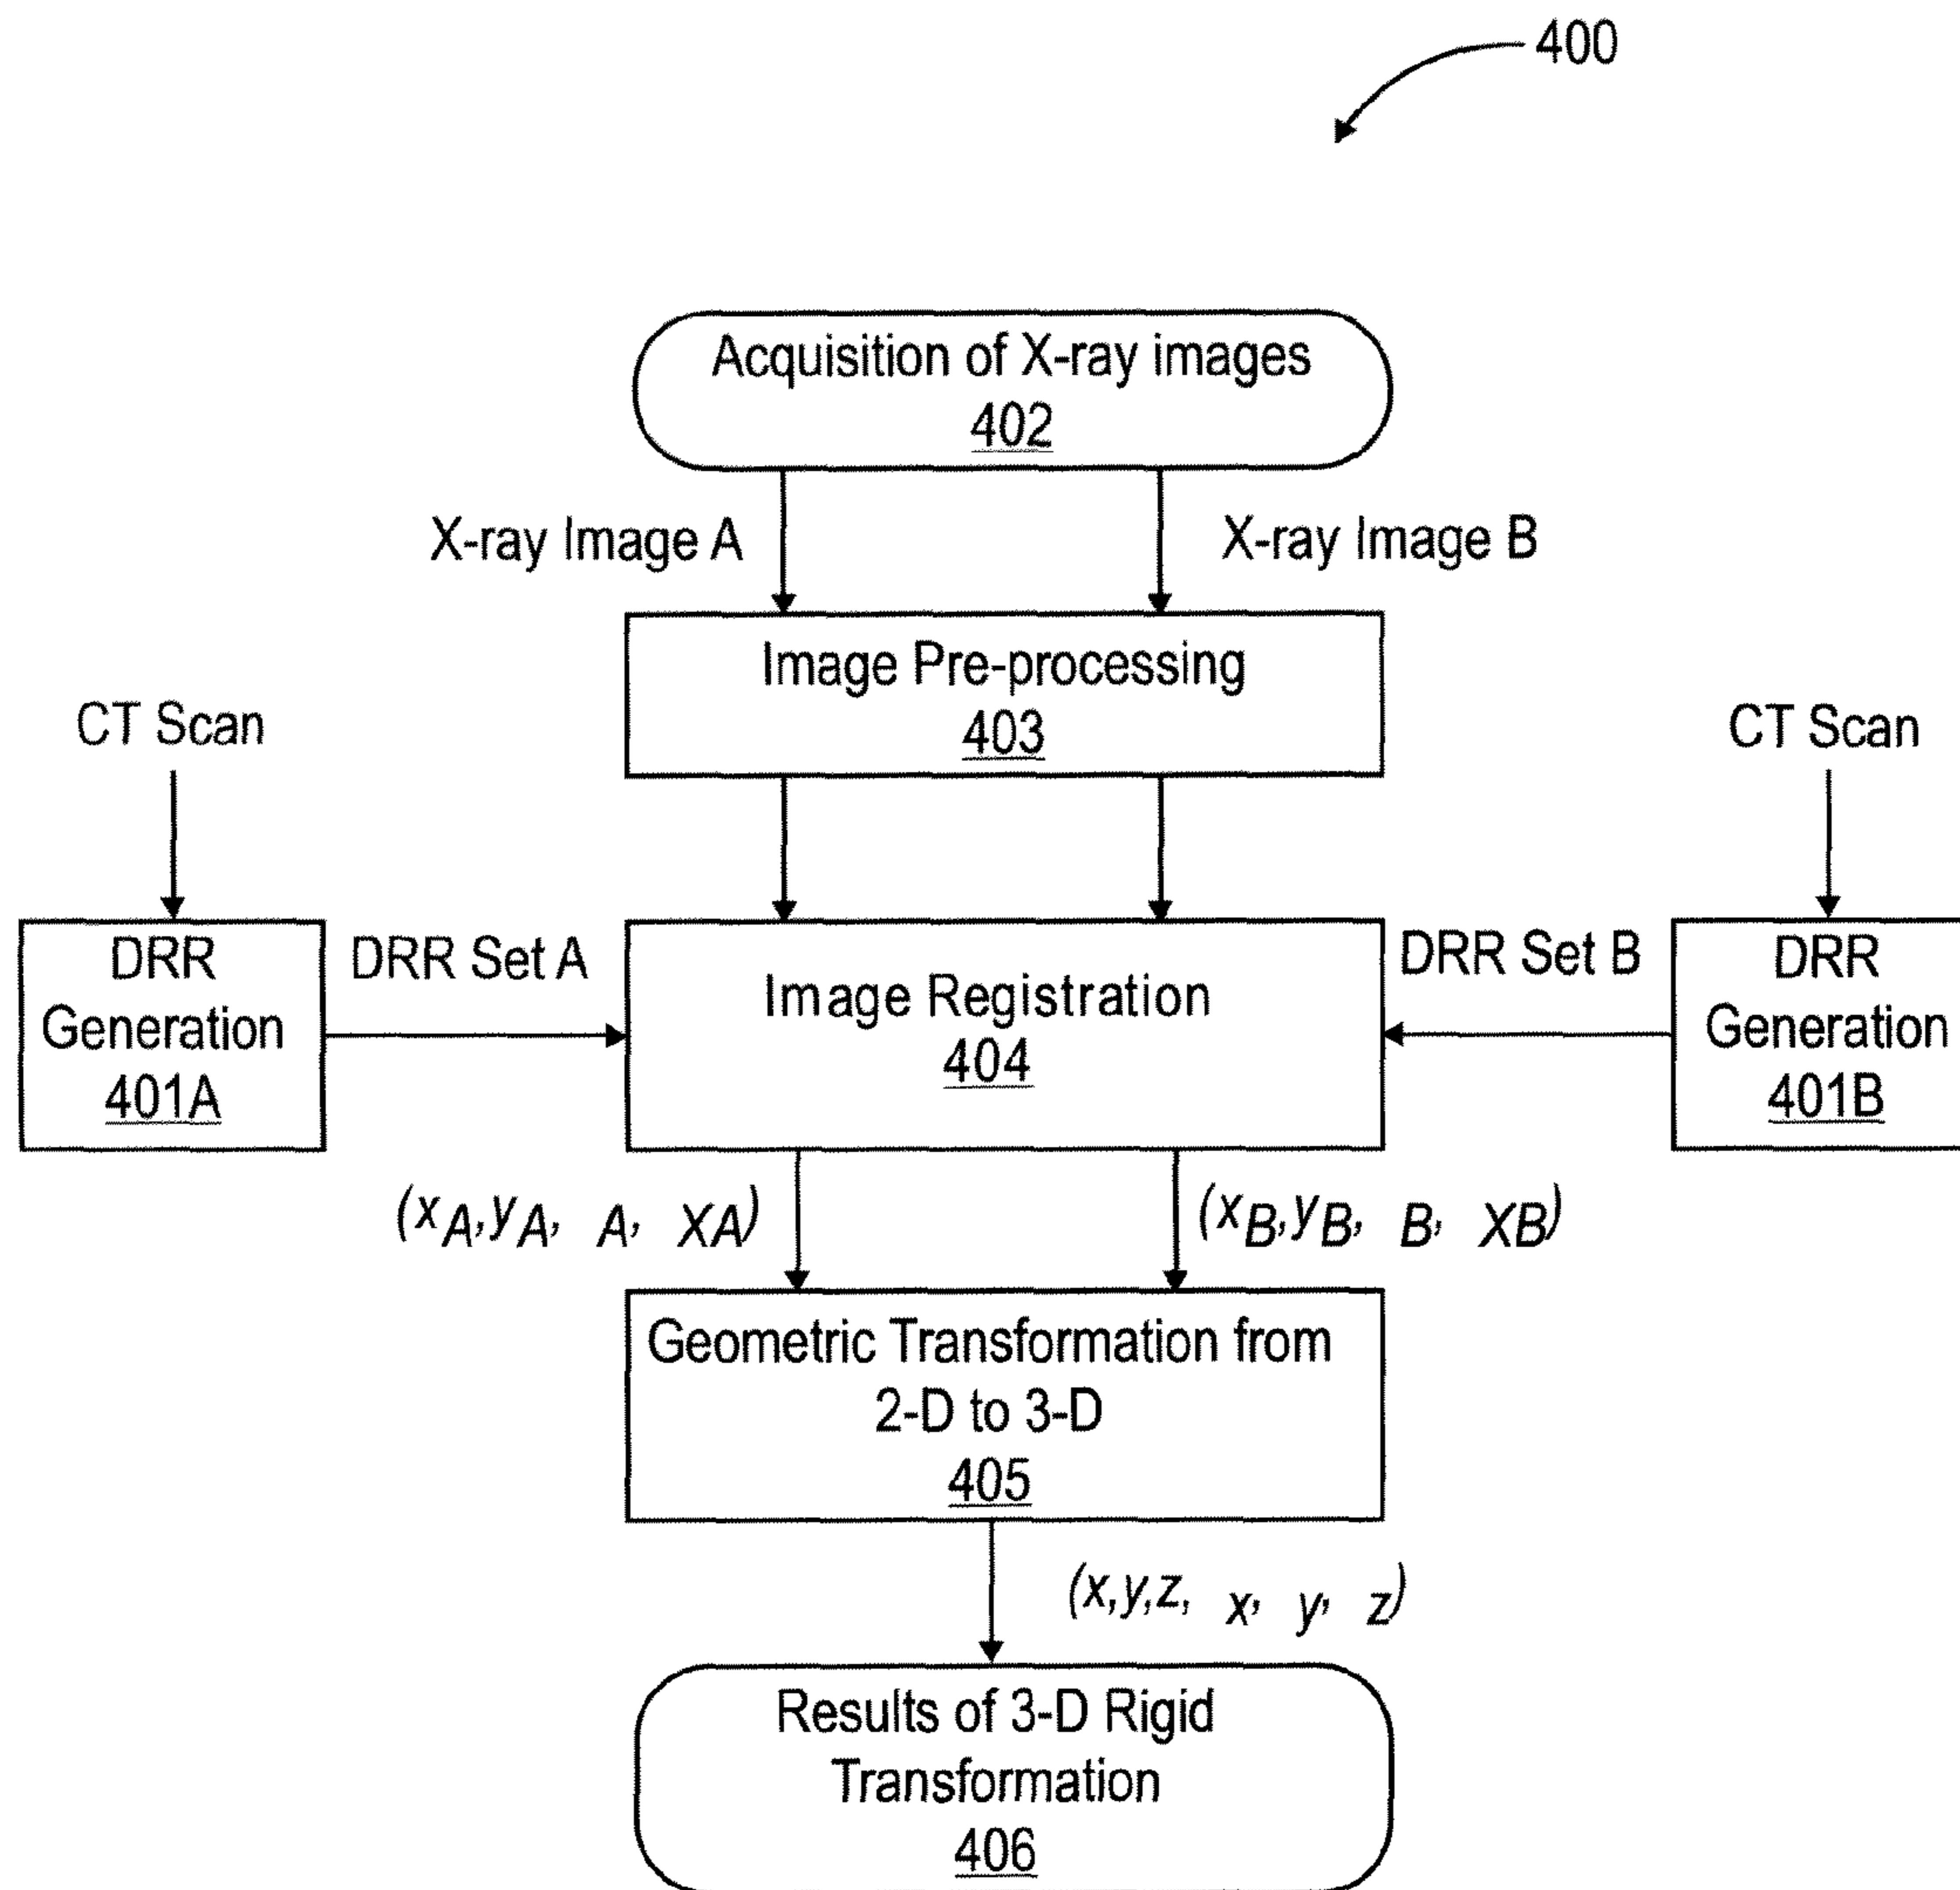 400
Acquisition of X-ray images
402
X-ray Image A
X-ray Image B
Image Pre-processing
403
CT Scan
CT Scan
DRR
Generation
401A
DRR Set A
Image Registration
404
DRR Set B
DRR
Generation
401B
(xA,yA, A, XA)
(xB,yB, B, XB)
Geometric Transformation from
2-D to 3-D
405
(x,y,z, x, y, z)
Results of 3-D Rigid
Transformation
406